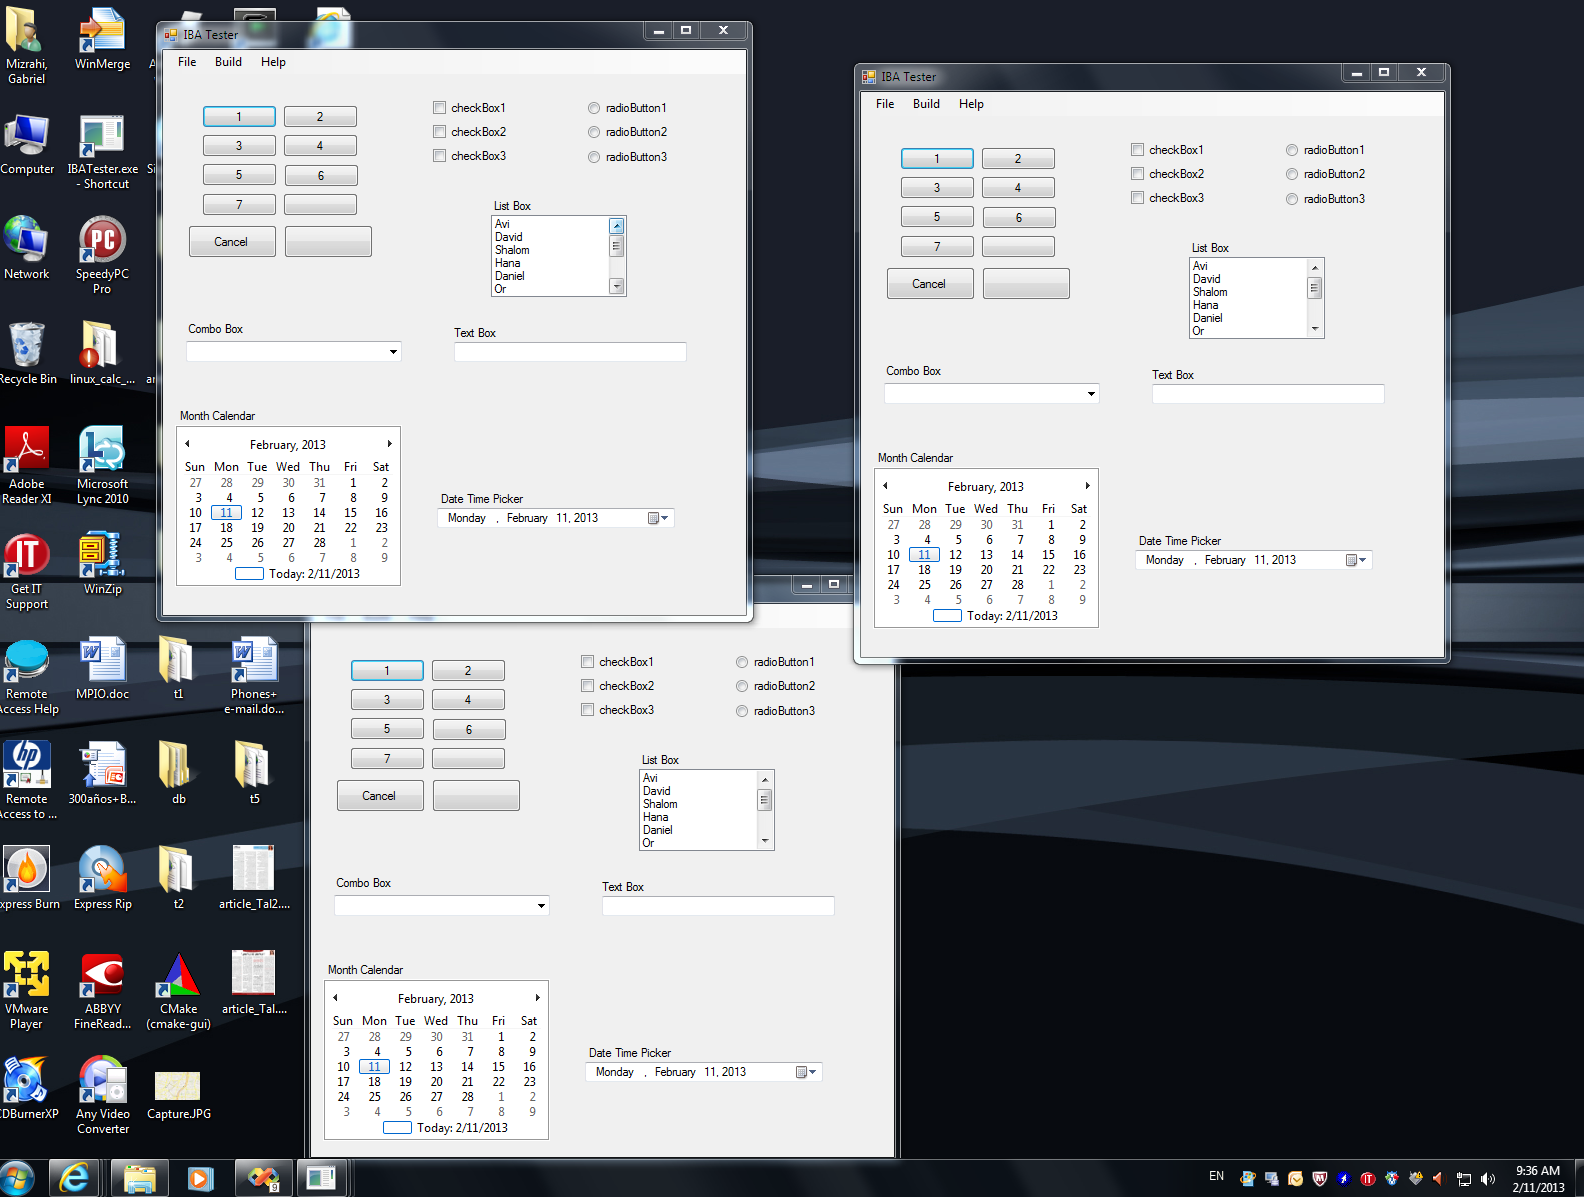 Mizrahi,
Gabriel
WinMerge
Computer
IBATester.exe
- Shortcut
Network
SpeedyPC
Pro
Recycle Bin
linux_calc_...
Adobe
Reader XI
Microsoft
Lync 2010
Get IT
Support
WinZip
Remote
Access Help
MPIO.doc
t1
Phones+
e-mail.do...
Remote
Access to ...
300años+B...
db
t5
Express Burn
Express Rip
t2
article_Tal2....
VMware
Player
ABBYY
FineRead...
CMake
(cmake-gui)
article_Tal....
CDBurnerXP
Any Video
Converter
Capture.JPG
IBA Tester
File Build Help
1 2
3 4
5 6
7
Cancel
checkBox1
checkBox2
checkBox3
radioButton1
radioButton2
radioButton3
List Box
Avi
David
Shalom
Hana
Daniel
Or
Combo Box
Text Box
Month Calendar
February, 2013
Sun Mon Tue Wed Thu Fri Sat
27 28 29 30 31 1 2
3 4 5 6 7 8 9
10 11 12 13 14 15 16
17 18 19 20 21 22 23
24 25 26 27 28 1 2
3 4 5 6 7 8 9
Today: 2/11/2013
Date Time Picker
Monday , February 11, 2013
IBA Tester
File Build Help
1 2
3 4
5 6
7
Cancel
checkBox1
checkBox2
checkBox3
radioButton1
radioButton2
radioButton3
List Box
Avi
David
Shalom
Hana
Daniel
Or
Combo Box
Text Box
Month Calendar
February, 2013
Sun Mon Tue Wed Thu Fri Sat
27 28 29 30 31 1 2
3 4 5 6 7 8 9
10 11 12 13 14 15 16
17 18 19 20 21 22 23
24 25 26 27 28 1 2
3 4 5 6 7 8 9
Today: 2/11/2013
Date Time Picker
Monday , February 11, 2013
1 2
3 4
5 6
7
Cancel
checkBox1
checkBox2
checkBox3
radioButton1
radioButton2
radioButton3
List Box
Avi
David
Shalom
Hana
Daniel
Or
Combo Box
Text Box
Month Calendar
February, 2013
Sun Mon Tue Wed Thu Fri Sat
27 28 29 30 31 1 2
3 4 5 6 7 8 9
10 11 12 13 14 15 16
17 18 19 20 21 22 23
24 25 26 27 28 1 2
3 4 5 6 7 8 9
Today: 2/11/2013
Date Time Picker
Monday , February 11, 2013
EN
9:36 AM
2/11/2013